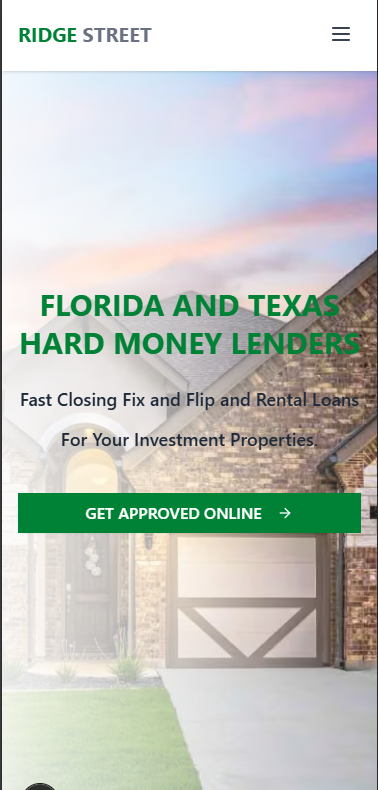 RIDGE STREET
FLORIDA AND TEXAS
HARD MONEY LENDERS
Fast Closing Fix and Flip and Rental Loans
For Your Investment Properties.
GET APPROVED ONLINE →